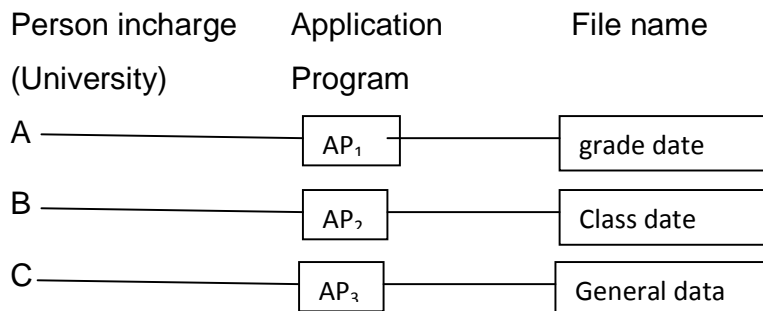 Person incharge Application File name
(University) Program
A AP₁ grade date
B AP₂ Class date
C AP₃ General data